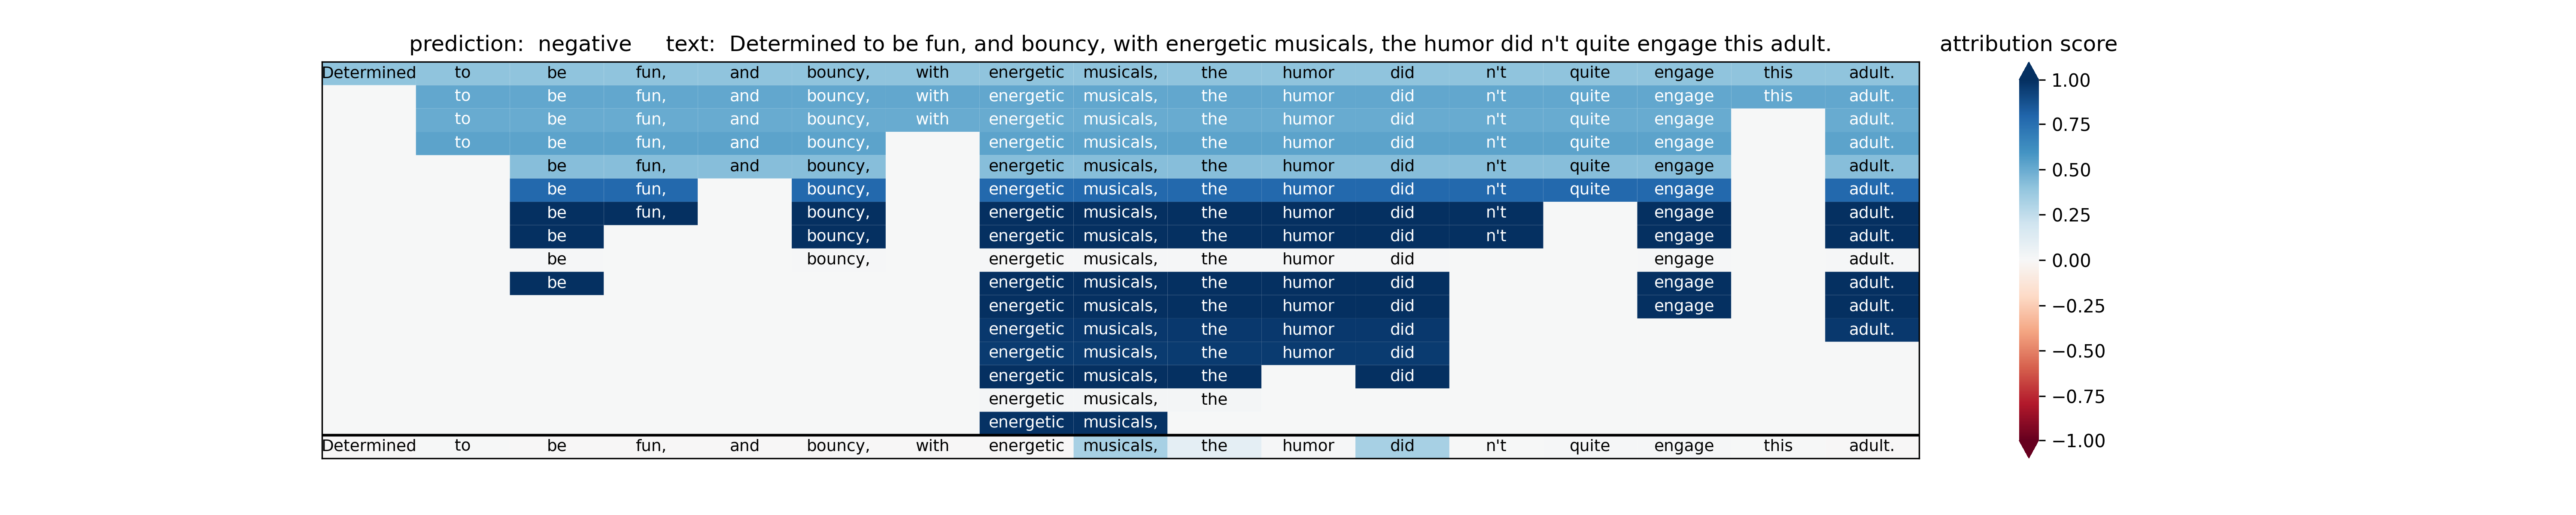 prediction:  negative     text:  Determined to be fun, and bouncy, with energetic musicals, the humor did n't quite engage this adult.
attribution score
Determined to be fun, and bouncy, with energetic musicals, the humor did n't quite engage this adult.
to be fun, and bouncy, with energetic musicals, the humor did n't quite engage this adult.
to be fun, and bouncy, with energetic musicals, the humor did n't quite engage adult.
to be fun, and bouncy, energetic musicals, the humor did n't quite engage adult.
be fun, and bouncy, energetic musicals, the humor did n't quite engage adult.
be fun, bouncy, energetic musicals, the humor did n't quite engage adult.
be fun, bouncy, energetic musicals, the humor did n't engage adult.
be bouncy, energetic musicals, the humor did n't engage adult.
be bouncy, energetic musicals, the humor did engage adult.
be energetic musicals, the humor did engage adult.
energetic musicals, the humor did engage adult.
energetic musicals, the humor did adult.
energetic musicals, the humor did
energetic musicals, the did
energetic musicals, the
energetic musicals,
Determined to be fun, and bouncy, with energetic musicals, the humor did n't quite engage this adult.
1.00
0.75
0.50
0.25
0.00
−0.25
−0.50
−0.75
−1.00